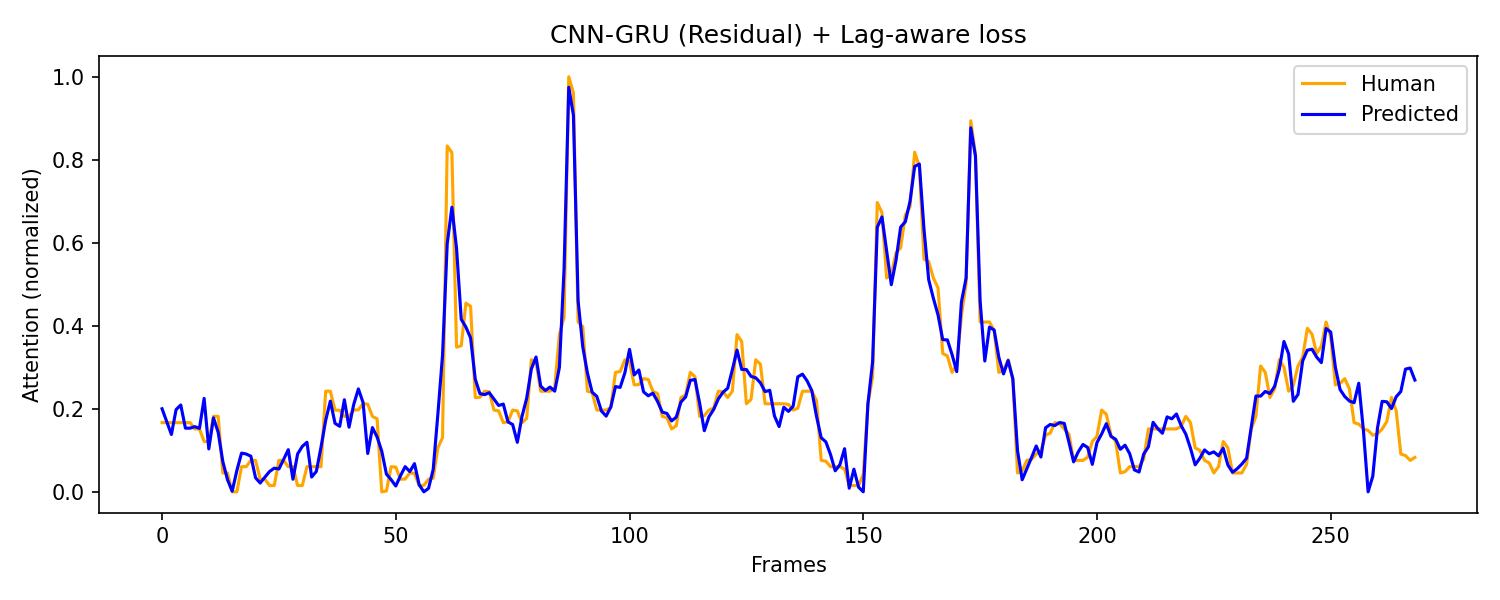 CNN-GRU (Residual) + Lag-aware loss
Human
Predicted
Attention (normalized)
1.0
0.8
0.6
0.4
0.2
0.0
0 50 100 150 200 250
Frames